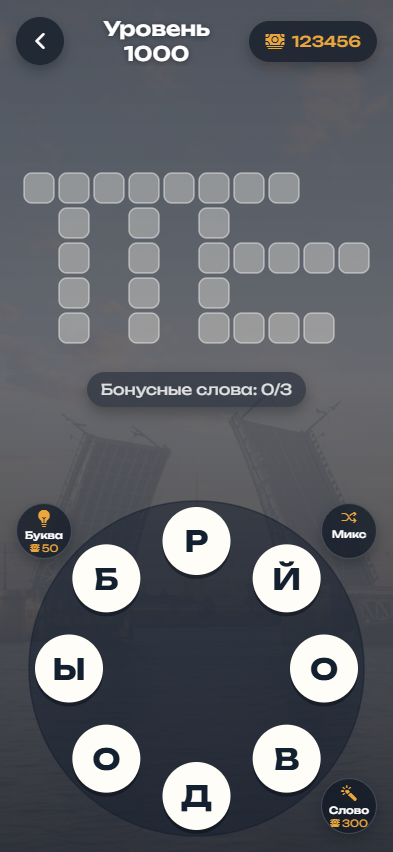 Уровень
1000
123456
Бонусные слова: 0/3
Буква
50
Микс
Р
Б
Й
Ы
О
О
В
Д
Слово
300